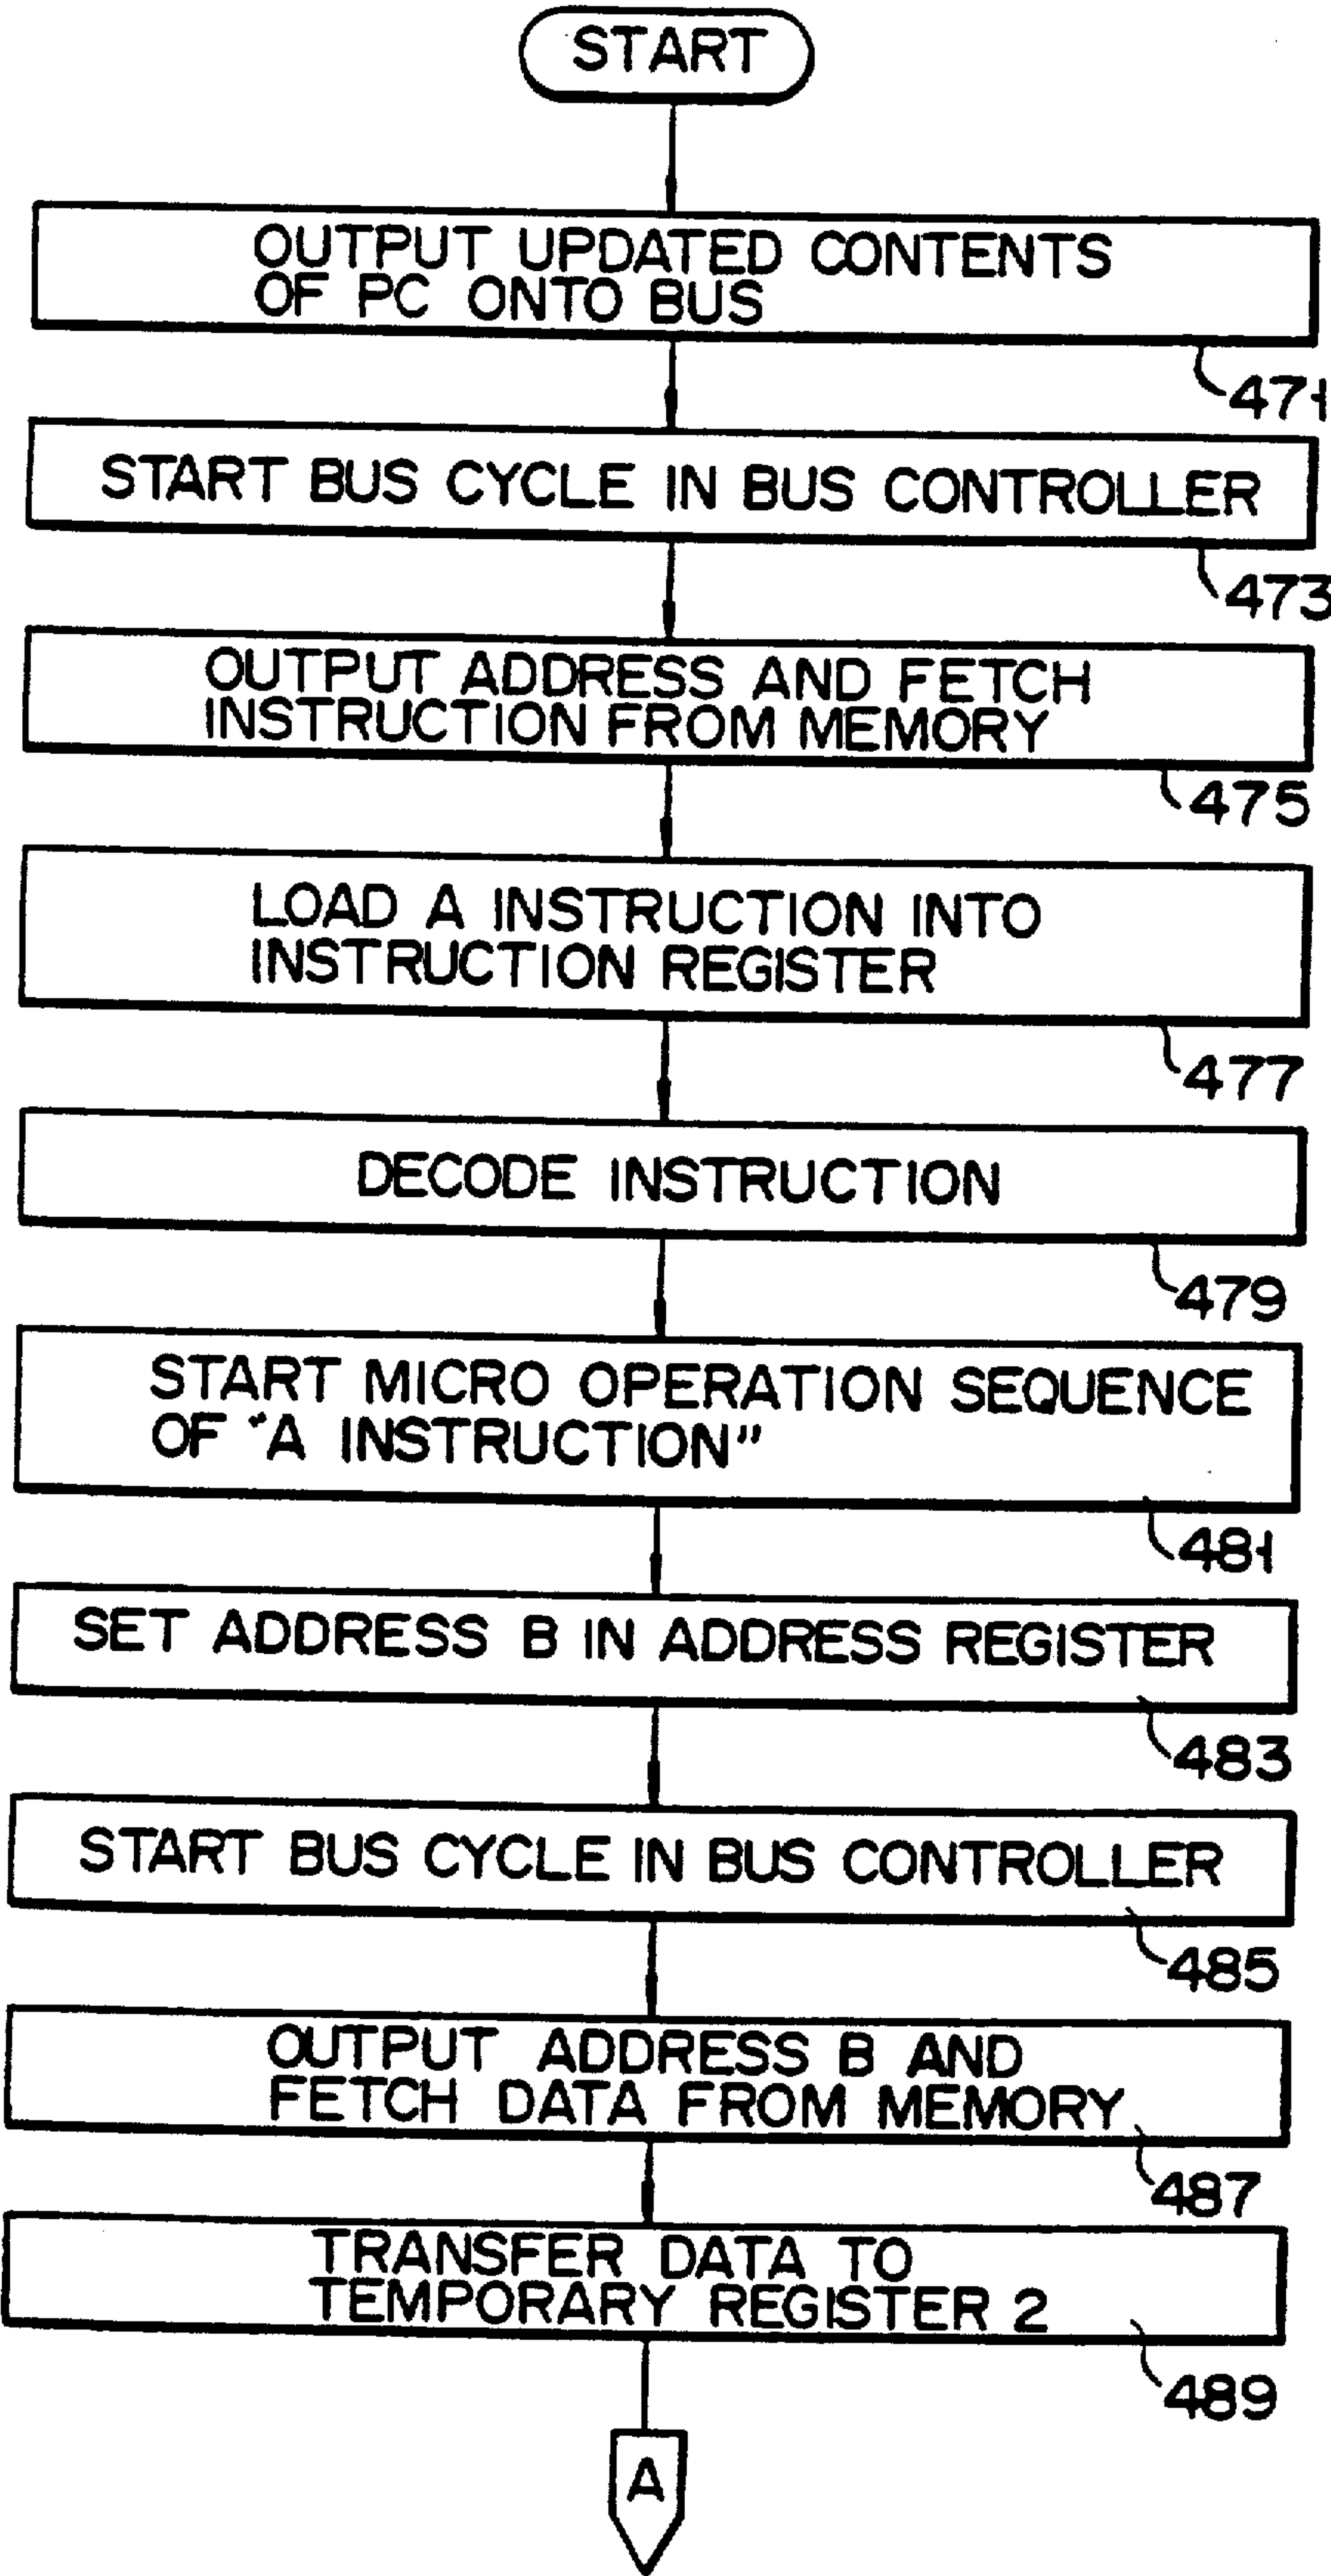 START
OUTPUT UPDATED CONTENTS
OF PC ONTO BUS
471
START BUS CYCLE IN BUS CONTROLLER
473
OUTPUT ADDRESS AND FETCH
INSTRUCTION FROM MEMORY
475
LOAD A INSTRUCTION INTO
INSTRUCTION REGISTER
477
DECODE INSTRUCTION
479
START MICRO OPERATION SEQUENCE
OF "A INSTRUCTION"
481
SET ADDRESS B IN ADDRESS REGISTER
483
START BUS CYCLE IN BUS CONTROLLER
485
OUTPUT ADDRESS B AND
FETCH DATA FROM MEMORY
487
TRANSFER DATA TO
TEMPORARY REGISTER 2
489
A